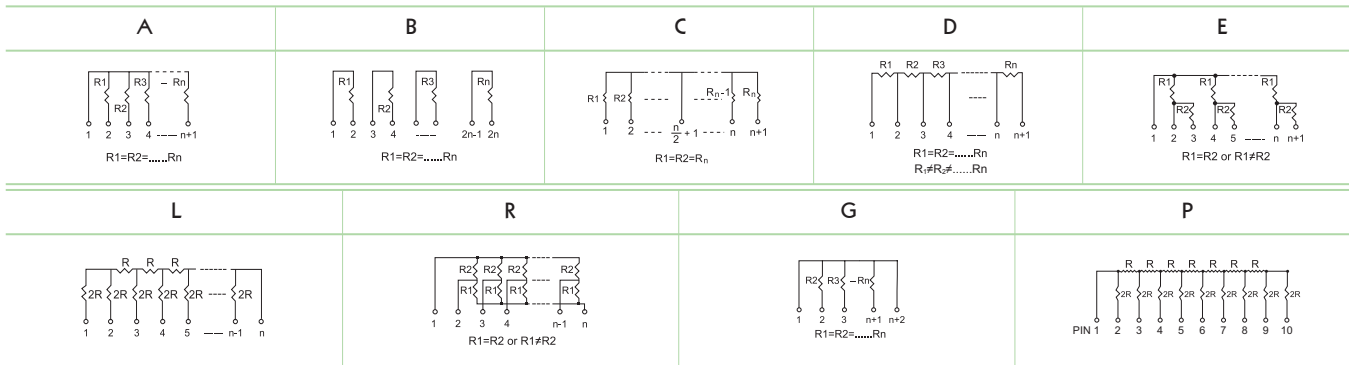 A B C D E
R1 R3 – Rn
R2
1 2 3 4 n+1
R1=R2=......Rn
R1 R3 Rn
R2
1 2 3 4 2n-1 2n
R1=R2=......Rn
R1 R2 Rn-1 Rn
1 2 n/2 + 1 n n+1
R1=R2=Rn
R1 R2 R3 Rn
1 2 3 4 n n+1
R1=R2=......Rn
R1≠R2≠......Rn
R1 R1 R1
R2 R2 R2
1 2 3 4 5 n n+1
R1=R2 or R1≠R2
L R G P
R R R
2R 2R 2R 2R 2R 2R
1 2 3 4 5 n-1 n
R2 R2 R2 R2
R1 R1 R1 R1
1 2 3 4 n-1 n
R1=R2 or R1≠R2
R2 R3 –Rn
1 2 3 n+1 n+2
R1=R2=......Rn
R R R R R R R
2R 2R 2R 2R 2R 2R 2R 2R 2R
PIN 1 2 3 4 5 6 7 8 9 10